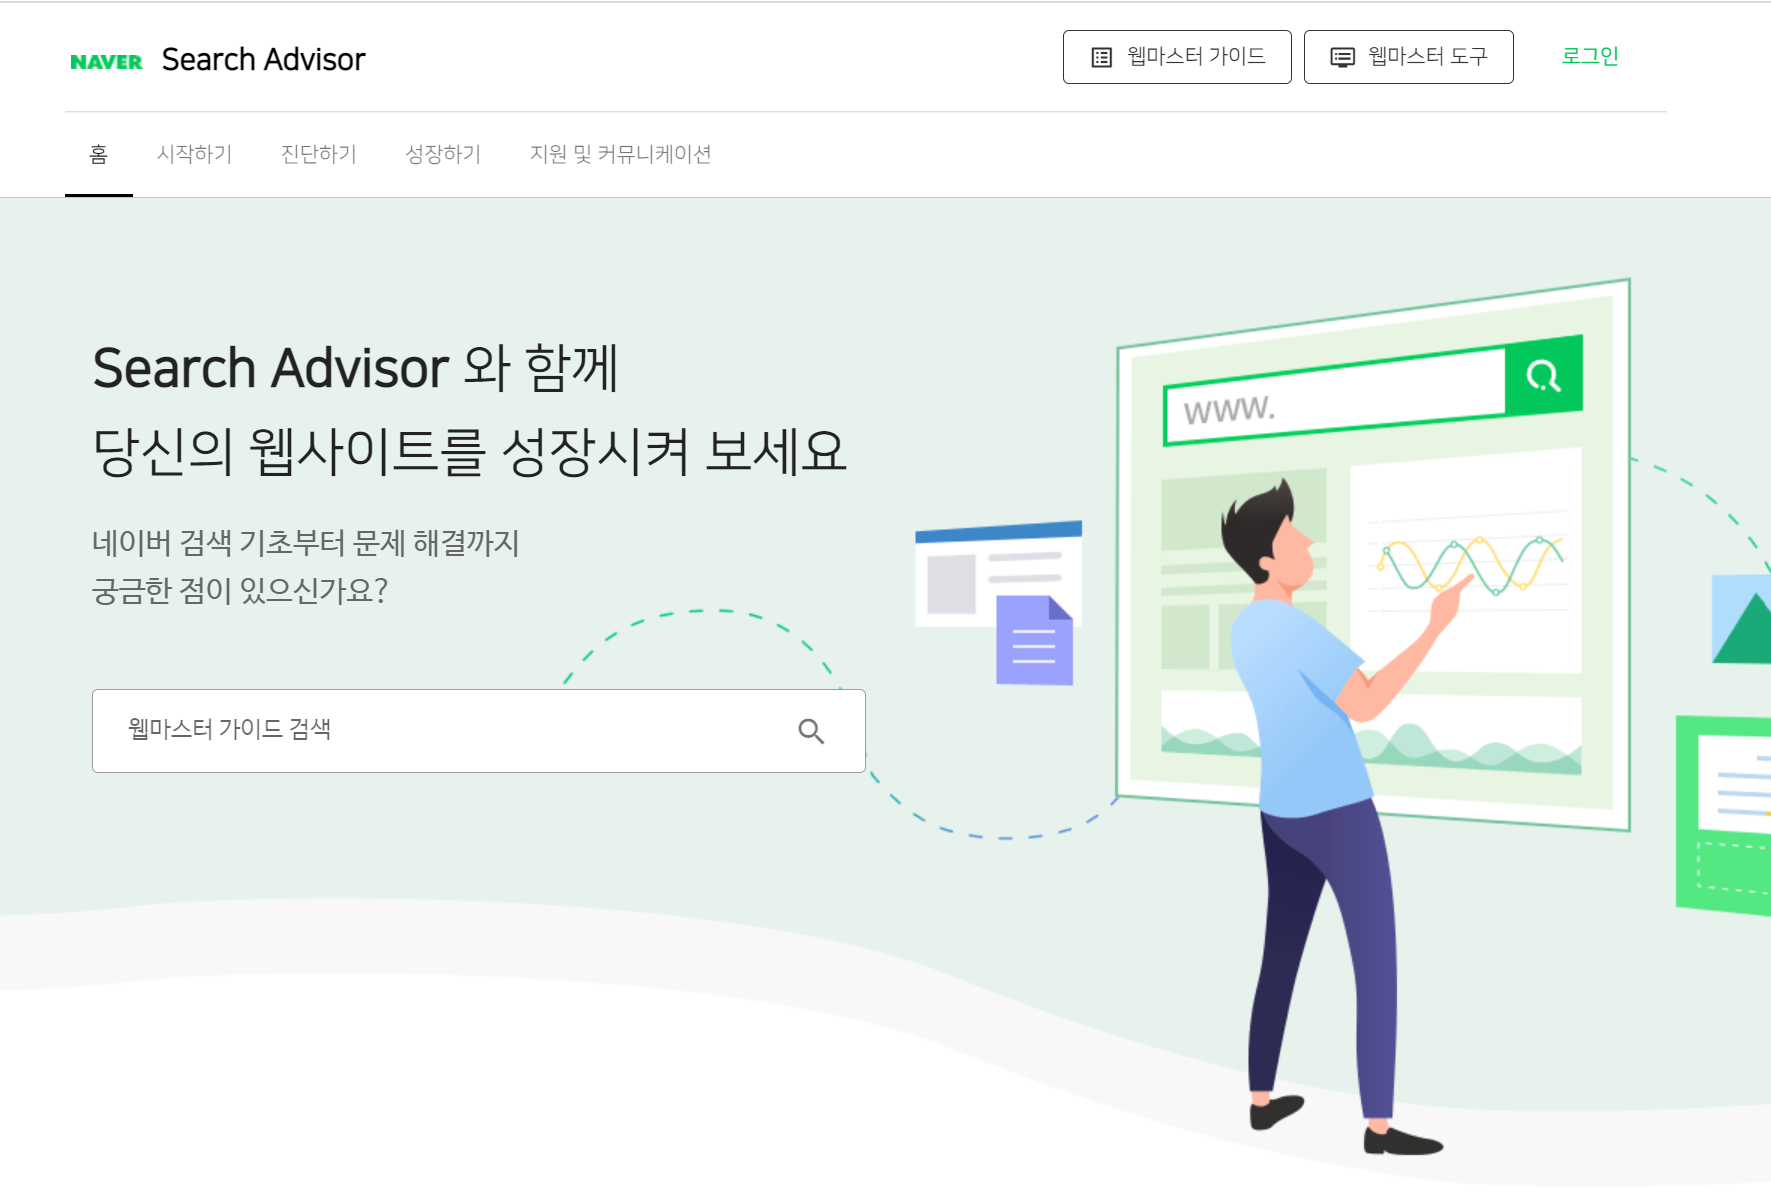 NAVER Search Advisor
웹마스터 가이드
웹마스터 도구
로그인
홈
시작하기
진단하기
성장하기
지원 및 커뮤니케이션
Search Advisor 와 함께
당신의 웹사이트를 성장시켜 보세요
네이버 검색 기초부터 문제 해결까지
궁금한 점이 있으신가요?
웹마스터 가이드 검색
www.